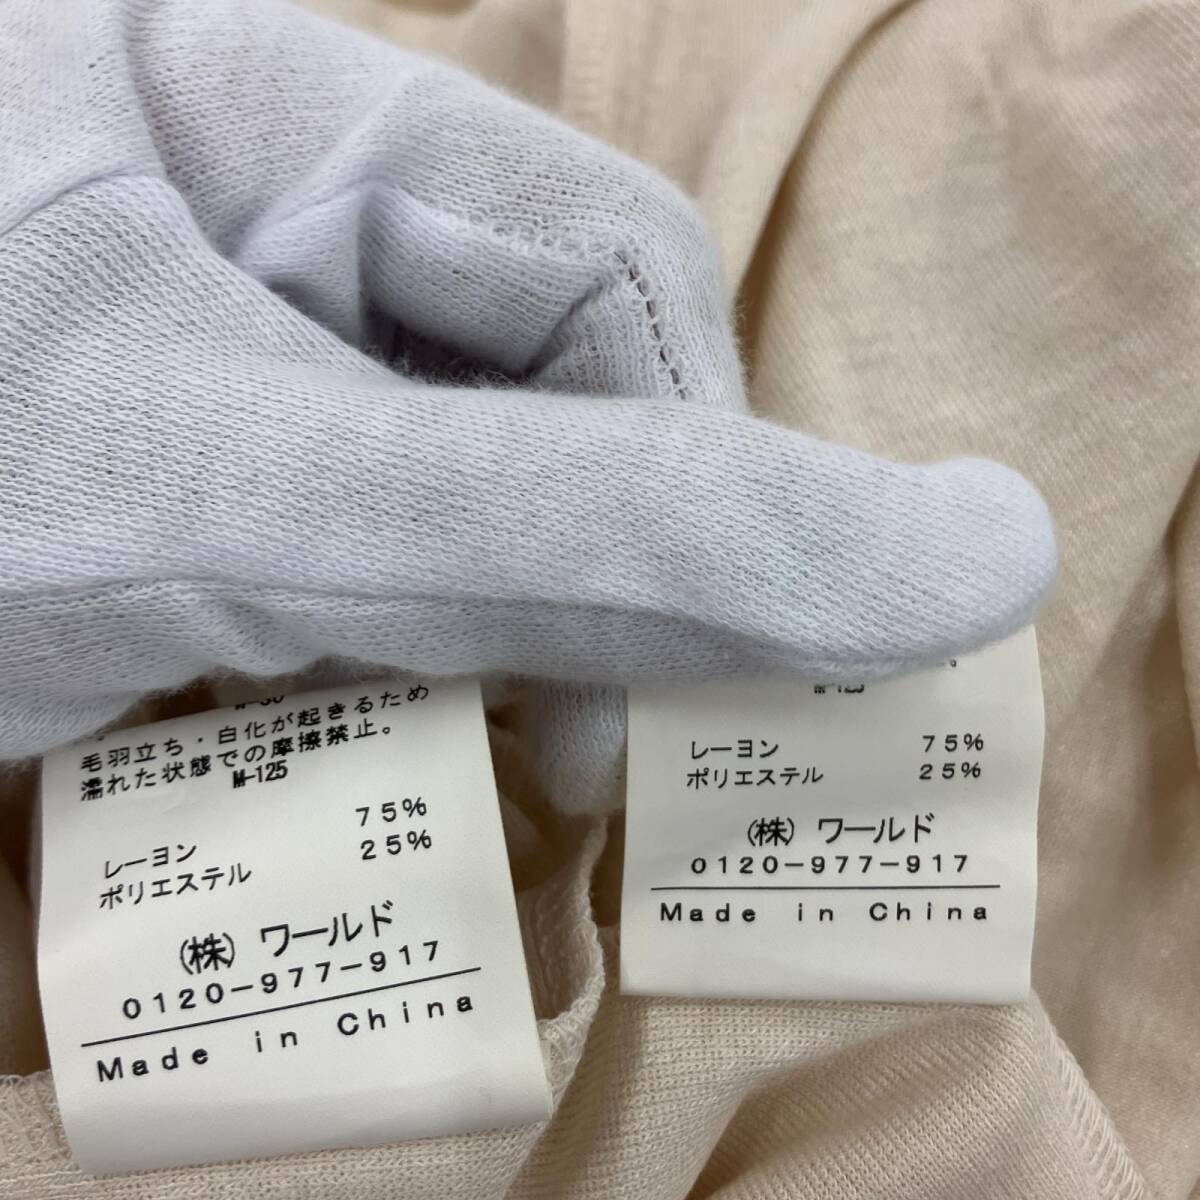 毛羽立ち・白化が起きるため
濡れた状態での摩擦禁止。
M-125
レーヨン 75%
ポリエステル 25%
(株) ワールド
0120-977-917
Made in China
M-125
レーヨン 75%
ポリエステル 25%
(株) ワールド
0120-977-917
Made in China